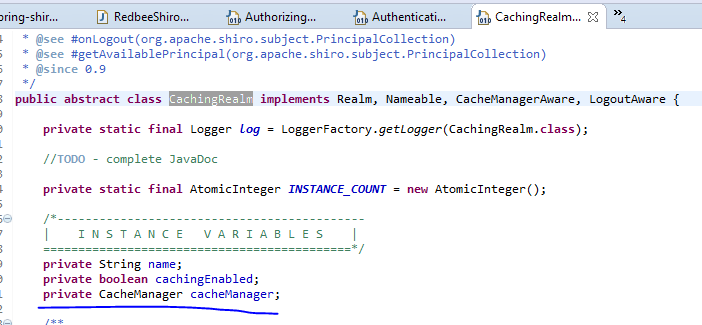 oring-shir...
RedbeeShiro...
Authorizing...
Authenticati...
CachingRealm...
4
* @see #onLogout(org.apache.shiro.subject.PrincipalCollection)
* @see #getAvailablePrincipal(org.apache.shiro.subject.PrincipalCollection)
* @since 0.9
*/
public abstract class CachingRealm implements Realm, Nameable, CacheManagerAware, LogoutAware {
private static final Logger log = LoggerFactory.getLogger(CachingRealm.class);
//TODO - complete JavaDoc
private static final AtomicInteger INSTANCE_COUNT = new AtomicInteger();
/*--------------------------------------------
| I N S T A N C E   V A R I A B L E S |
============================================*/
private String name;
private boolean cachingEnabled;
private CacheManager cacheManager;
/**